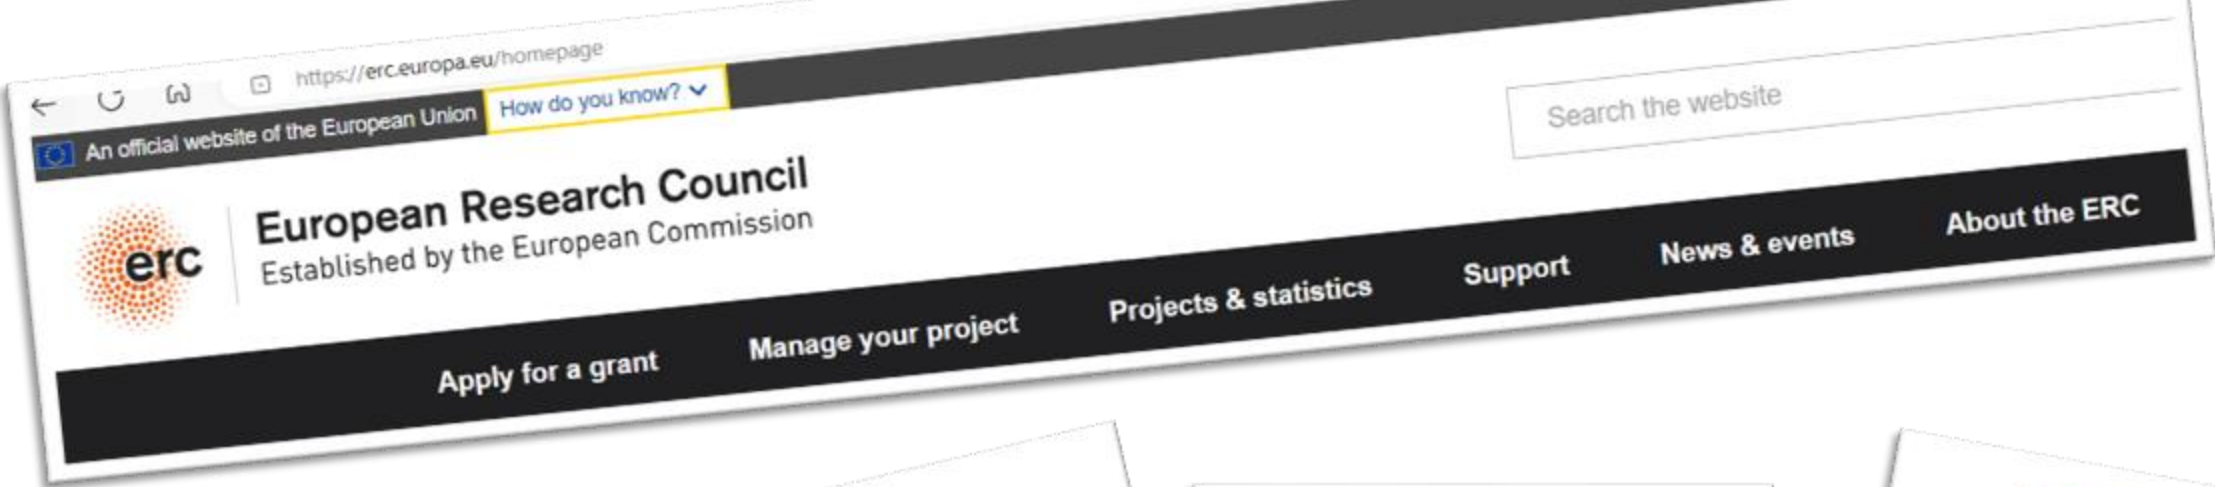 https://erc.europa.eu/homepage
An official website of the European Union How do you know?
Search the website
erc
European Research Council
Established by the European Commission
Apply for a grant Manage your project Projects & statistics Support News & events About the ERC